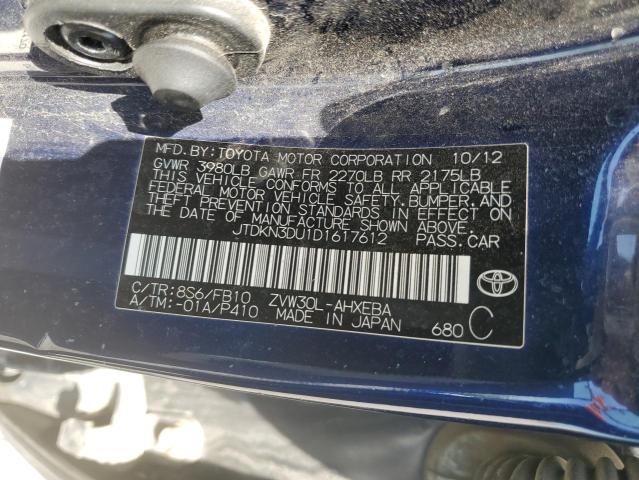 MFD. BY: TOYOTA MOTOR CORPORATION 10/12
GVWR 3980LB GAWR FR 2270LB RR 2175LB
THIS VEHICLE CONFORMS TO ALL APPLICABLE
FEDERAL MOTOR VEHICLE SAFETY, BUMPER, AND
THEFT PREVENTION STANDARDS IN EFFECT ON
THE DATE OF MANUFACTURE SHOWN ABOVE.
JTDKN3DU1D1617612 PASS. CAR
C/TR: 8S6/FB10 ZVW30L-AHXEBA
A/TM: -01A/P410 MADE IN JAPAN 680 C